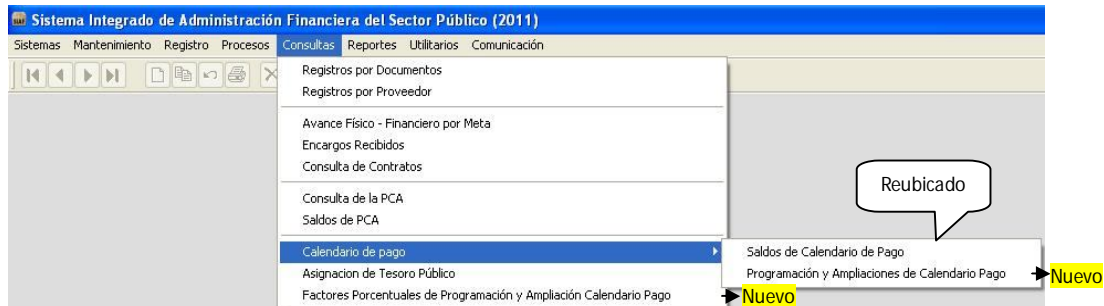 Sistema Integrado de Administración Financiera del Sector Público (2011)
Sistemas Mantenimiento Registro Procesos Consultas Reportes Utilitarios Comunicación
Registros por Documentos
Registros por Proveedor
Avance Físico - Financiero por Meta
Encargos Recibidos
Consulta de Contratos
Consulta de la PCA
Saldos de PCA
Reubicado
Calendario de pago
Saldos de Calendario de Pago
Asignacion de Tesoro Público
Programación y Ampliaciones de Calendario Pago Nuevo
Factores Porcentuales de Programación y Ampliación Calendario Pago Nuevo